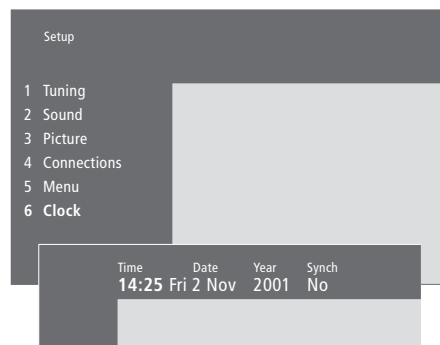 Setup
1 Tuning
2 Sound
3 Picture
4 Connections
5 Menu
6 Clock
Time Date Year Synch
14:25 Fri 2 Nov 2001 No